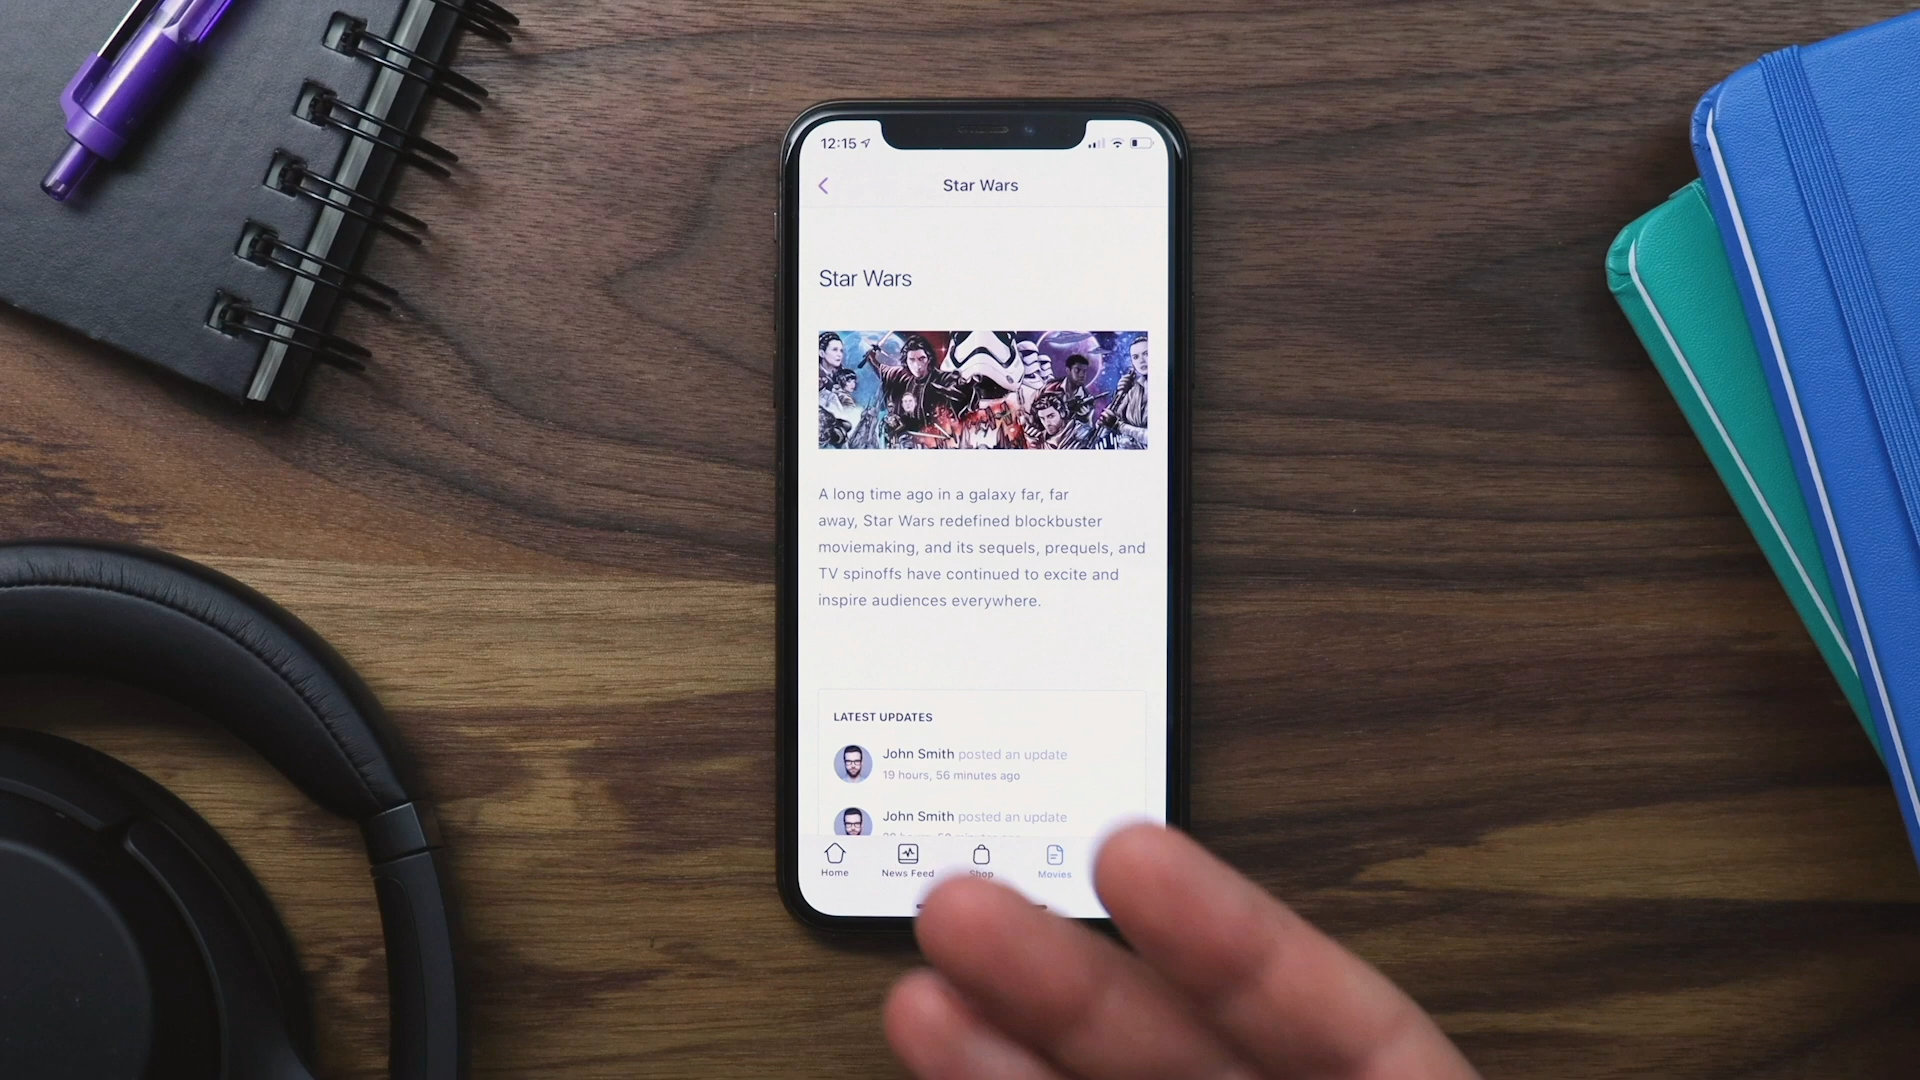 12:15
Star Wars
Star Wars
A long time ago in a galaxy far, far
away, Star Wars redefined blockbuster
moviemaking, and its sequels, prequels, and
TV spinoffs have continued to excite and
inspire audiences everywhere.
LATEST UPDATES
John Smith posted an update
19 hours, 56 minutes ago
John Smith posted an update
Home
News Feed
Shop
Movies